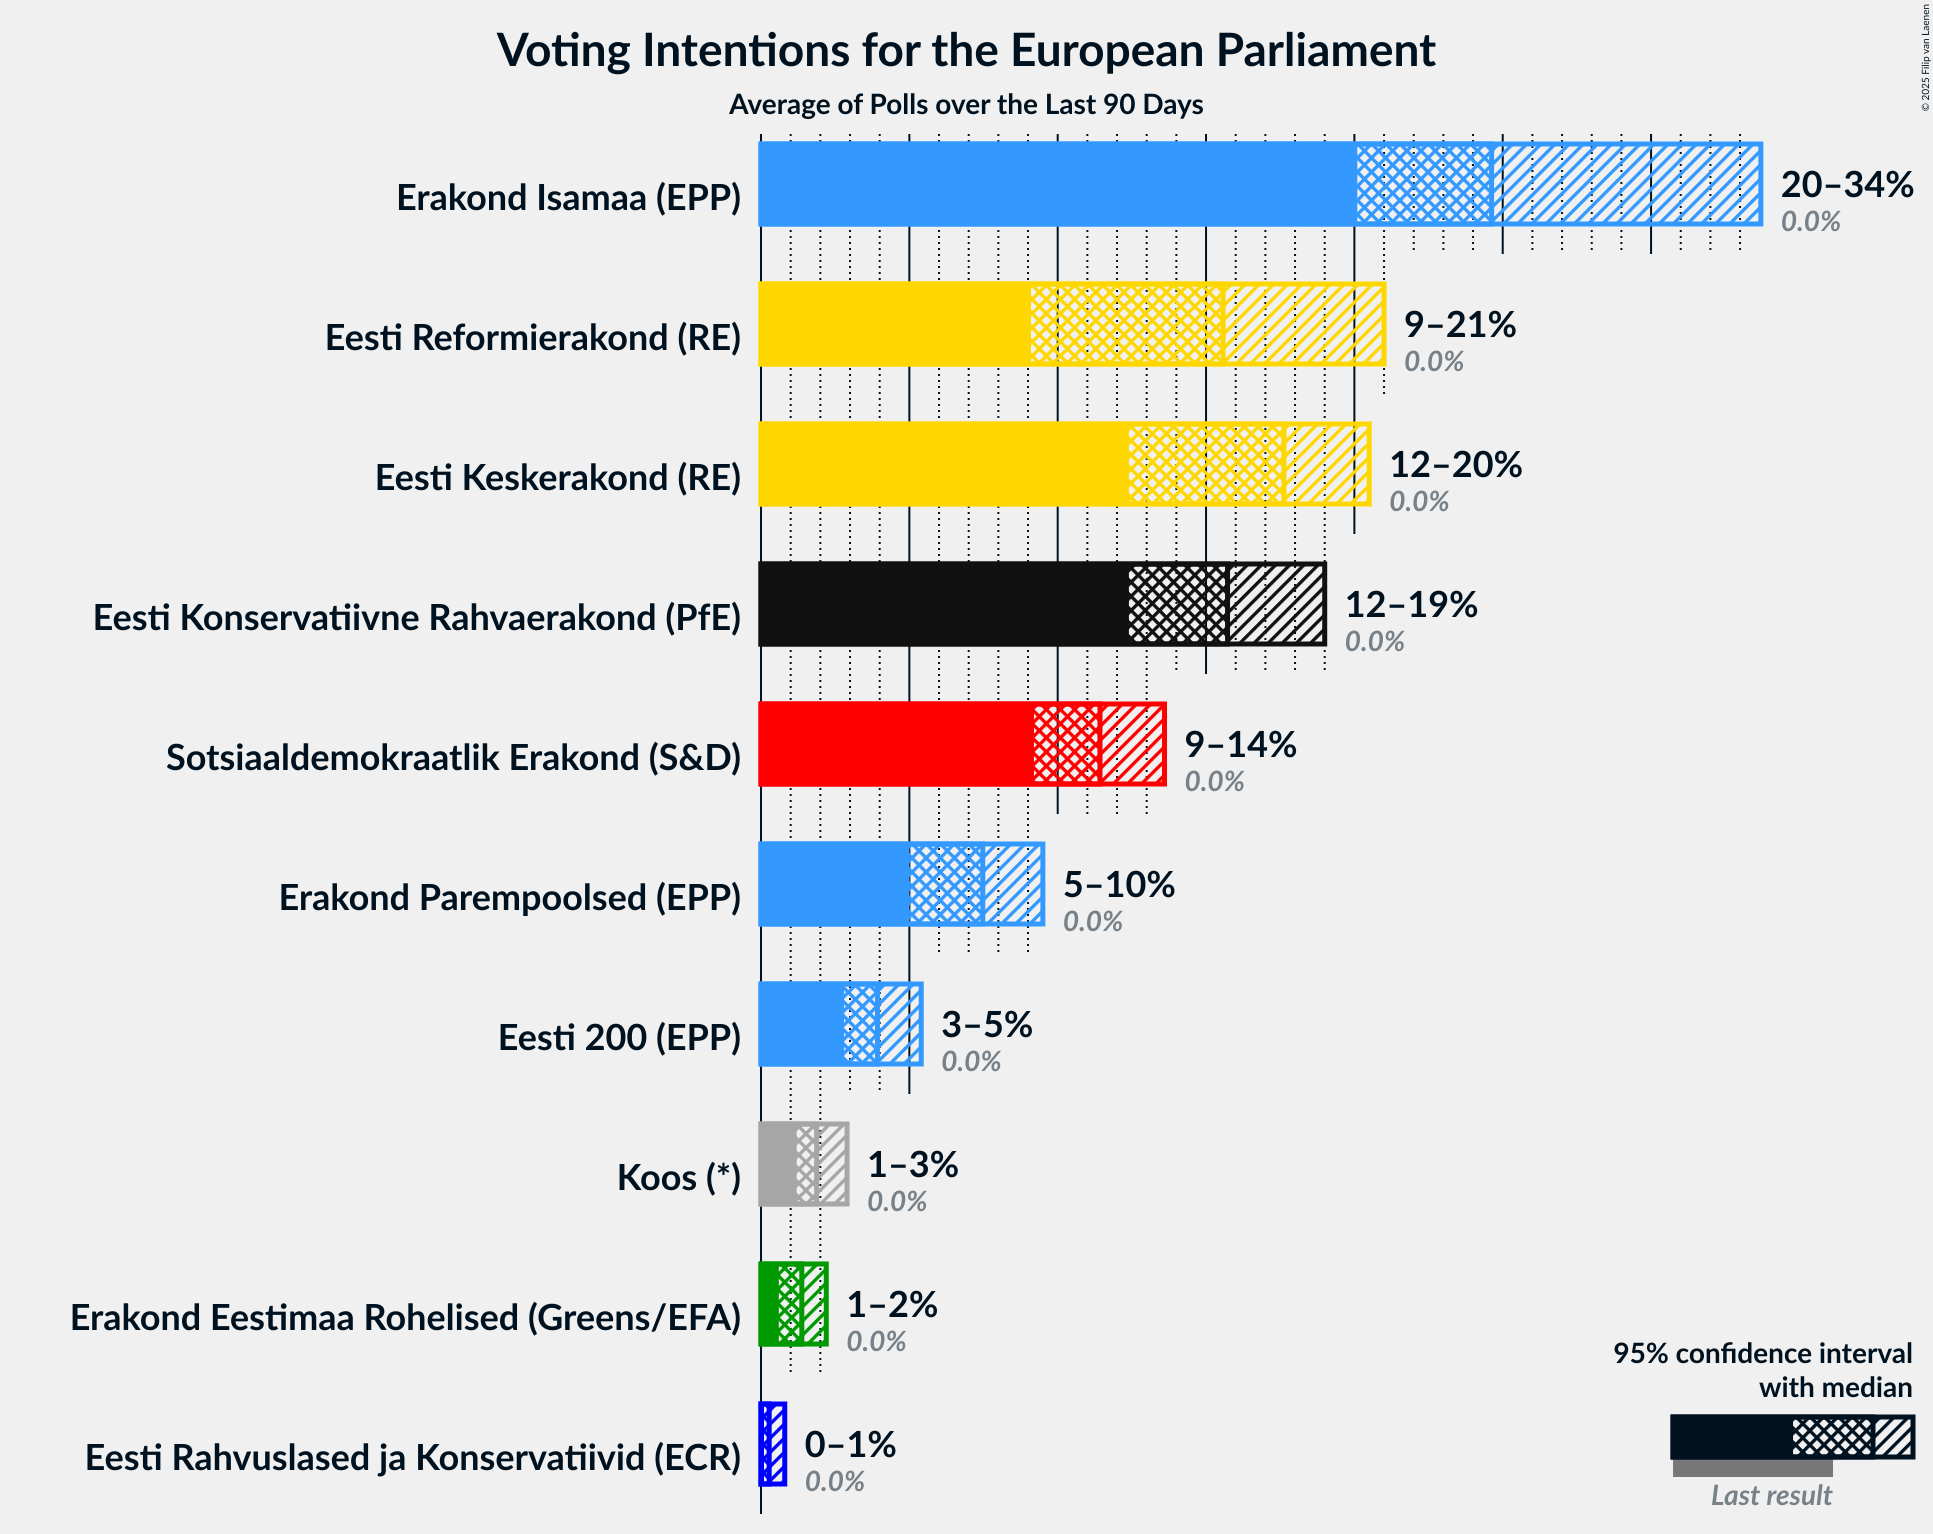 Voting Intentions for the European Parliament
Average of Polls over the Last 90 Days
© 2025 Filip van Laenen
Erakond Isamaa (EPP)
20–34%
0.0%
Eesti Reformierakond (RE)
9–21%
0.0%
Eesti Keskerakond (RE)
12–20%
0.0%
Eesti Konservatiivne Rahvaerakond (PfE)
12–19%
0.0%
Sotsiaaldemokraatlik Erakond (S&D)
9–14%
0.0%
Erakond Parempoolsed (EPP)
5–10%
0.0%
Eesti 200 (EPP)
3–5%
0.0%
Koos (*)
1–3%
0.0%
Erakond Eestimaa Rohelised (Greens/EFA)
1–2%
0.0%
Eesti Rahvuslased ja Konservatiivid (ECR)
0–1%
0.0%
95% confidence interval
with median
Last result